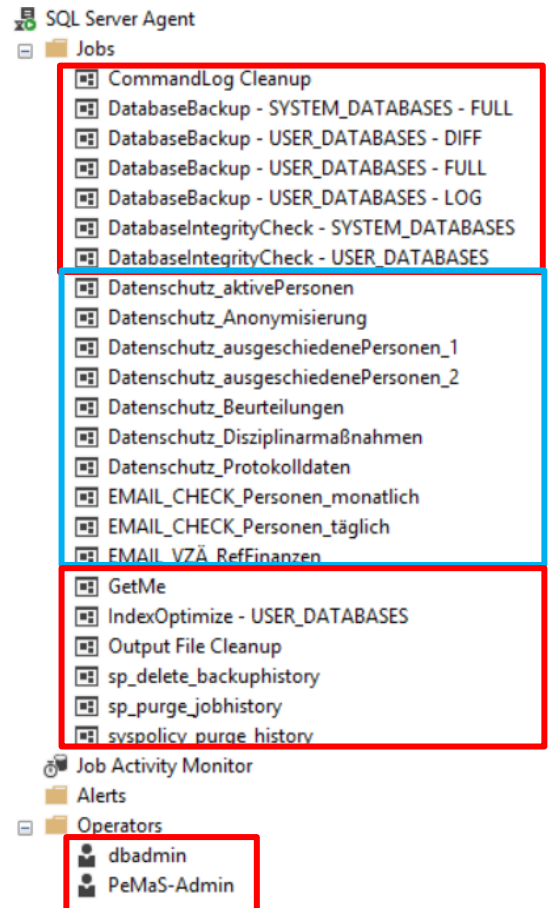 SQL Server Agent
Jobs
CommandLog Cleanup
DatabaseBackup - SYSTEM_DATABASES - FULL
DatabaseBackup - USER_DATABASES - DIFF
DatabaseBackup - USER_DATABASES - FULL
DatabaseBackup - USER_DATABASES - LOG
DatabaseIntegrityCheck - SYSTEM_DATABASES
DatabaseIntegrityCheck - USER_DATABASES
Datenschutz_aktivePersonen
Datenschutz_Anonymisierung
Datenschutz_ausgeschiedenePersonen_1
Datenschutz_ausgeschiedenePersonen_2
Datenschutz_Beurteilungen
Datenschutz_Disziplinarmaßnahmen
Datenschutz_Protokolldaten
EMAIL_CHECK_Personen_monatlich
EMAIL_CHECK_Personen_täglich
EMAIL_VZÄ_RefFinanzen
GetMe
IndexOptimize - USER_DATABASES
Output File Cleanup
sp_delete_backuphistory
sp_purge_jobhistory
syspolicy_purge_history
Job Activity Monitor
Alerts
Operators
dbadmin
PeMaS-Admin